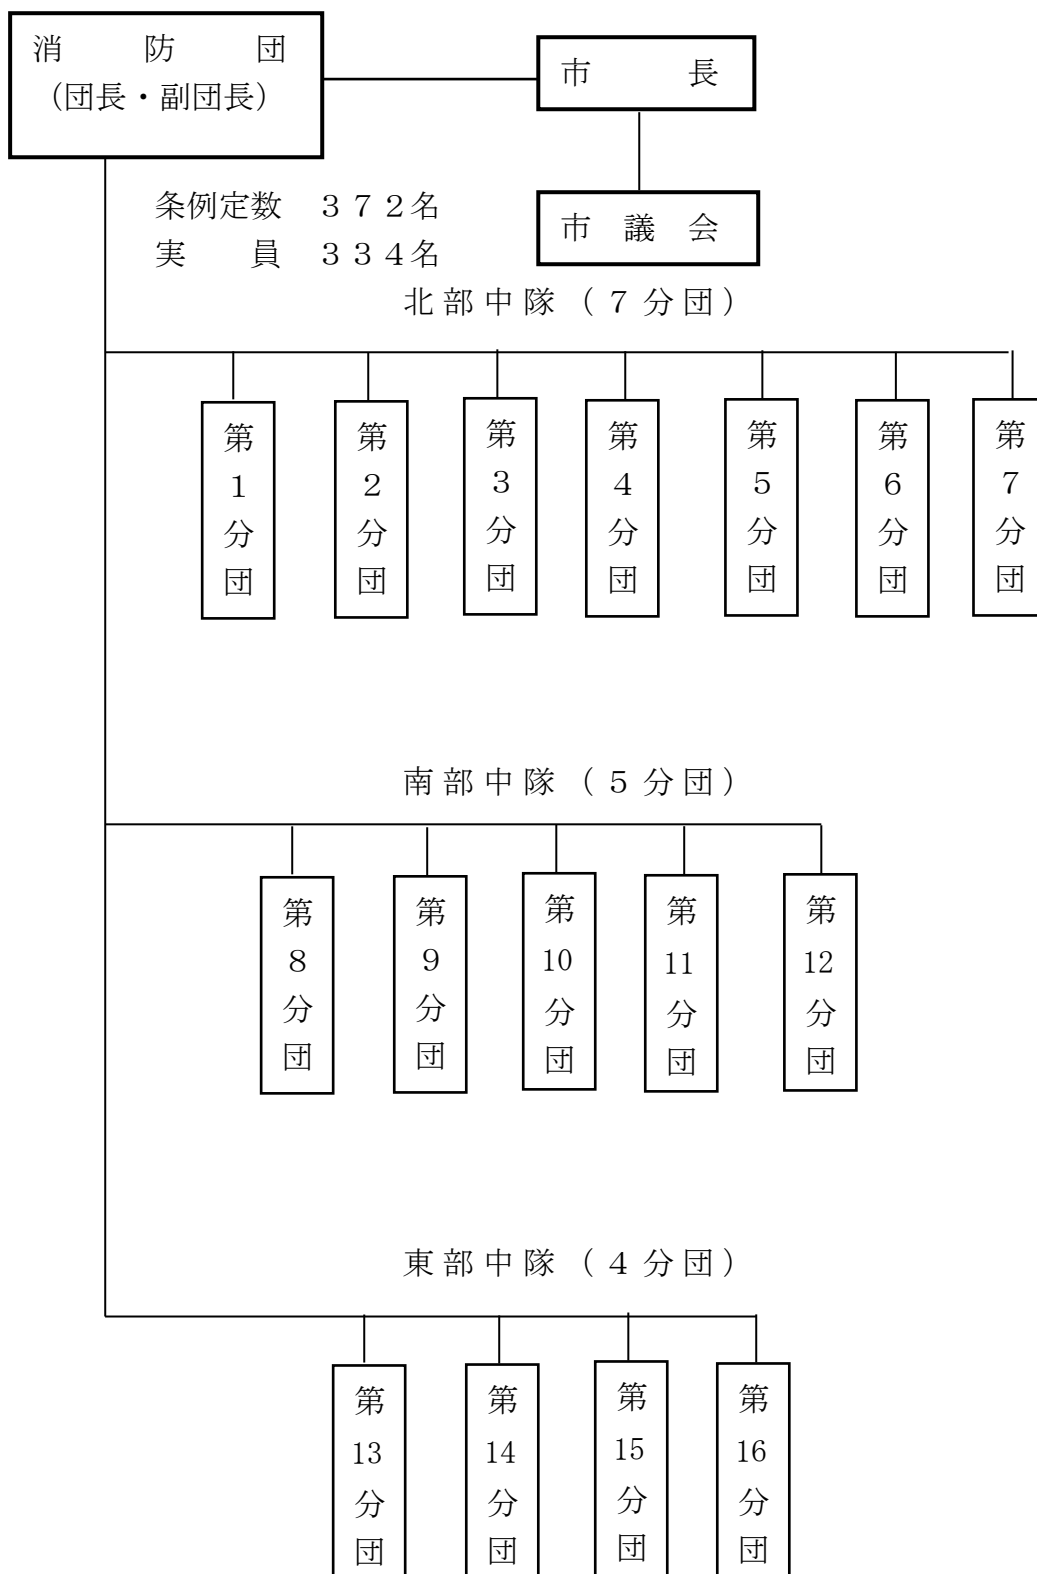 消防団
(団長・副団長)
市長
条例定数 372名
実員 334名
市議会
北部中隊(7分団)
第1分団
第2分団
第3分団
第4分団
第5分団
第6分団
第7分団
南部中隊(5分団)
第8分団
第9分団
第10分団
第11分団
第12分団
東部中隊(4分団)
第13分団
第14分団
第15分団
第16分団